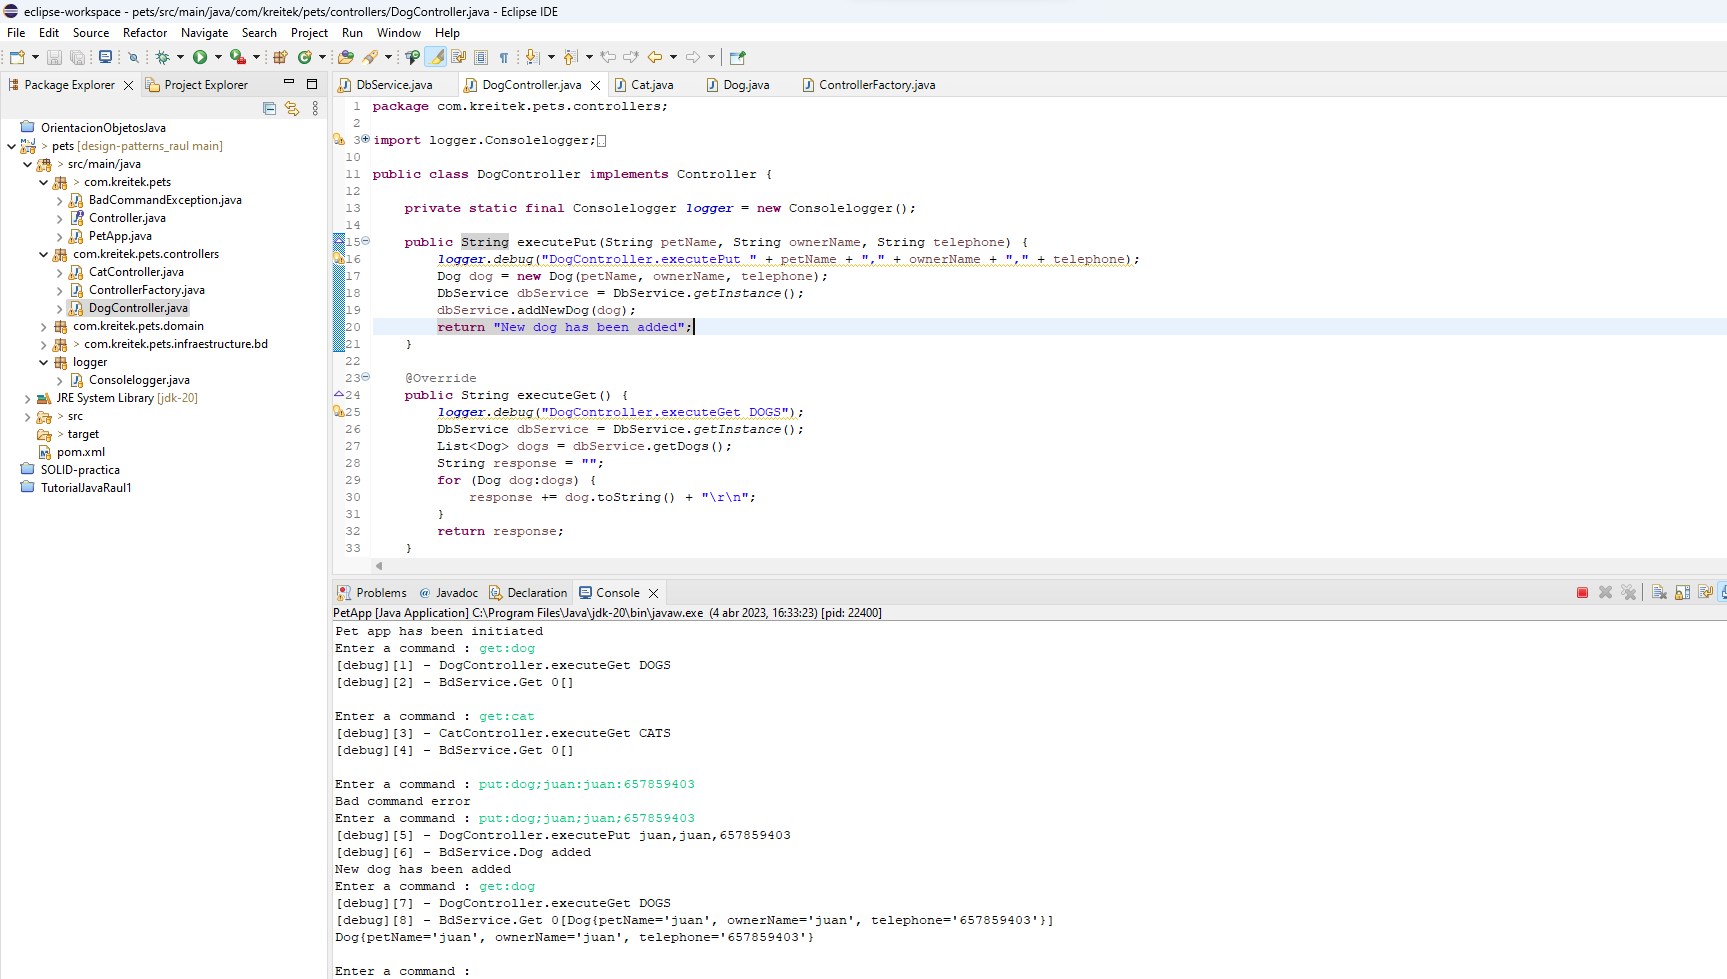 eclipse-workspace - pets/src/main/java/com/kreitek/pets/controllers/DogController.java - Eclipse IDE
File Edit Source Refactor Navigate Search Project Run Window Help
Package Explorer Project Explorer
OrientacionObjetosJava
> pets [design-patterns_raul main]
> src/main/java
> com.kreitek.pets
BadCommandException.java
Controller.java
PetApp.java
com.kreitek.pets.controllers
CatController.java
ControllerFactory.java
DogController.java
com.kreitek.pets.domain
> com.kreitek.pets.infraestructure.bd
logger
Consolelogger.java
JRE System Library [jdk-20]
> src
> target
pom.xml
SOLID-practica
TutorialJavaRaul1
DbService.java DogController.java Cat.java Dog.java ControllerFactory.java
1 package com.kreitek.pets.controllers;
2
3 import logger.Consolelogger;
10
11 public class DogController implements Controller {
12
13 private static final Consolelogger logger = new Consolelogger();
14
15 public String executePut(String petName, String ownerName, String telephone) {
16 logger.debug("DogController.executePut " + petName + "," + ownerName + "," + telephone);
17 Dog dog = new Dog(petName, ownerName, telephone);
18 DbService dbService = DbService.getInstance();
19 dbService.addNewDog(dog);
20 return "New dog has been added";
21 }
22
23 @Override
24 public String executeGet() {
25 logger.debug("DogController.executeGet DOGS");
26 DbService dbService = DbService.getInstance();
27 List<Dog> dogs = dbService.getDogs();
28 String response = "";
29 for (Dog dog:dogs) {
30 response += dog.toString() + "\r\n";
31 }
32 return response;
33 }
Problems @ Javadoc Declaration Console
PetApp [Java Application] C:\Program Files\Java\jdk-20\bin\javaw.exe (4 abr 2023, 16:33:23) [pid: 22400]
Pet app has been initiated
Enter a command : get:dog
[debug][1] - DogController.executeGet DOGS
[debug][2] - BdService.Get 0[]
Enter a command : get:cat
[debug][3] - CatController.executeGet CATS
[debug][4] - BdService.Get 0[]
Enter a command : put:dog;juan:juan:657859403
Bad command error
Enter a command : put:dog;juan;juan;657859403
[debug][5] - DogController.executePut juan,juan,657859403
[debug][6] - BdService.Dog added
New dog has been added
Enter a command : get:dog
[debug][7] - DogController.executeGet DOGS
[debug][8] - BdService.Get 0[Dog{petName='juan', ownerName='juan', telephone='657859403'}]
Dog{petName='juan', ownerName='juan', telephone='657859403'}
Enter a command :